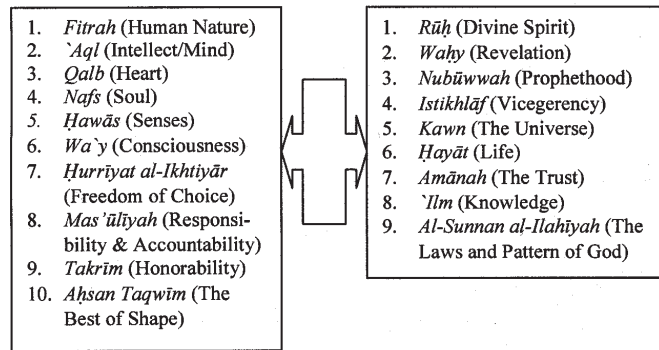 1. Fitrah (Human Nature)
2. `Aql (Intellect/Mind)
3. Qalb (Heart)
4. Nafs (Soul)
5. Ḥawās (Senses)
6. Wa`y (Consciousness)
7. Ḥurrīyat al-Ikhtiyār
(Freedom of Choice)
8. Mas’ūlīyah (Responsi-
bility & Accountability)
9. Takrīm (Honorability)
10. Aḥsan Taqwīm (The
Best of Shape)
1. Rūḥ (Divine Spirit)
2. Waḥy (Revelation)
3. Nubūwwah (Prophethood)
4. Istikhlāf (Vicegerency)
5. Kawn (The Universe)
6. Ḥayāt (Life)
7. Amānah (The Trust)
8. `Ilm (Knowledge)
9. Al-Sunnan al-Ilahīyah (The
Laws and Pattern of God)